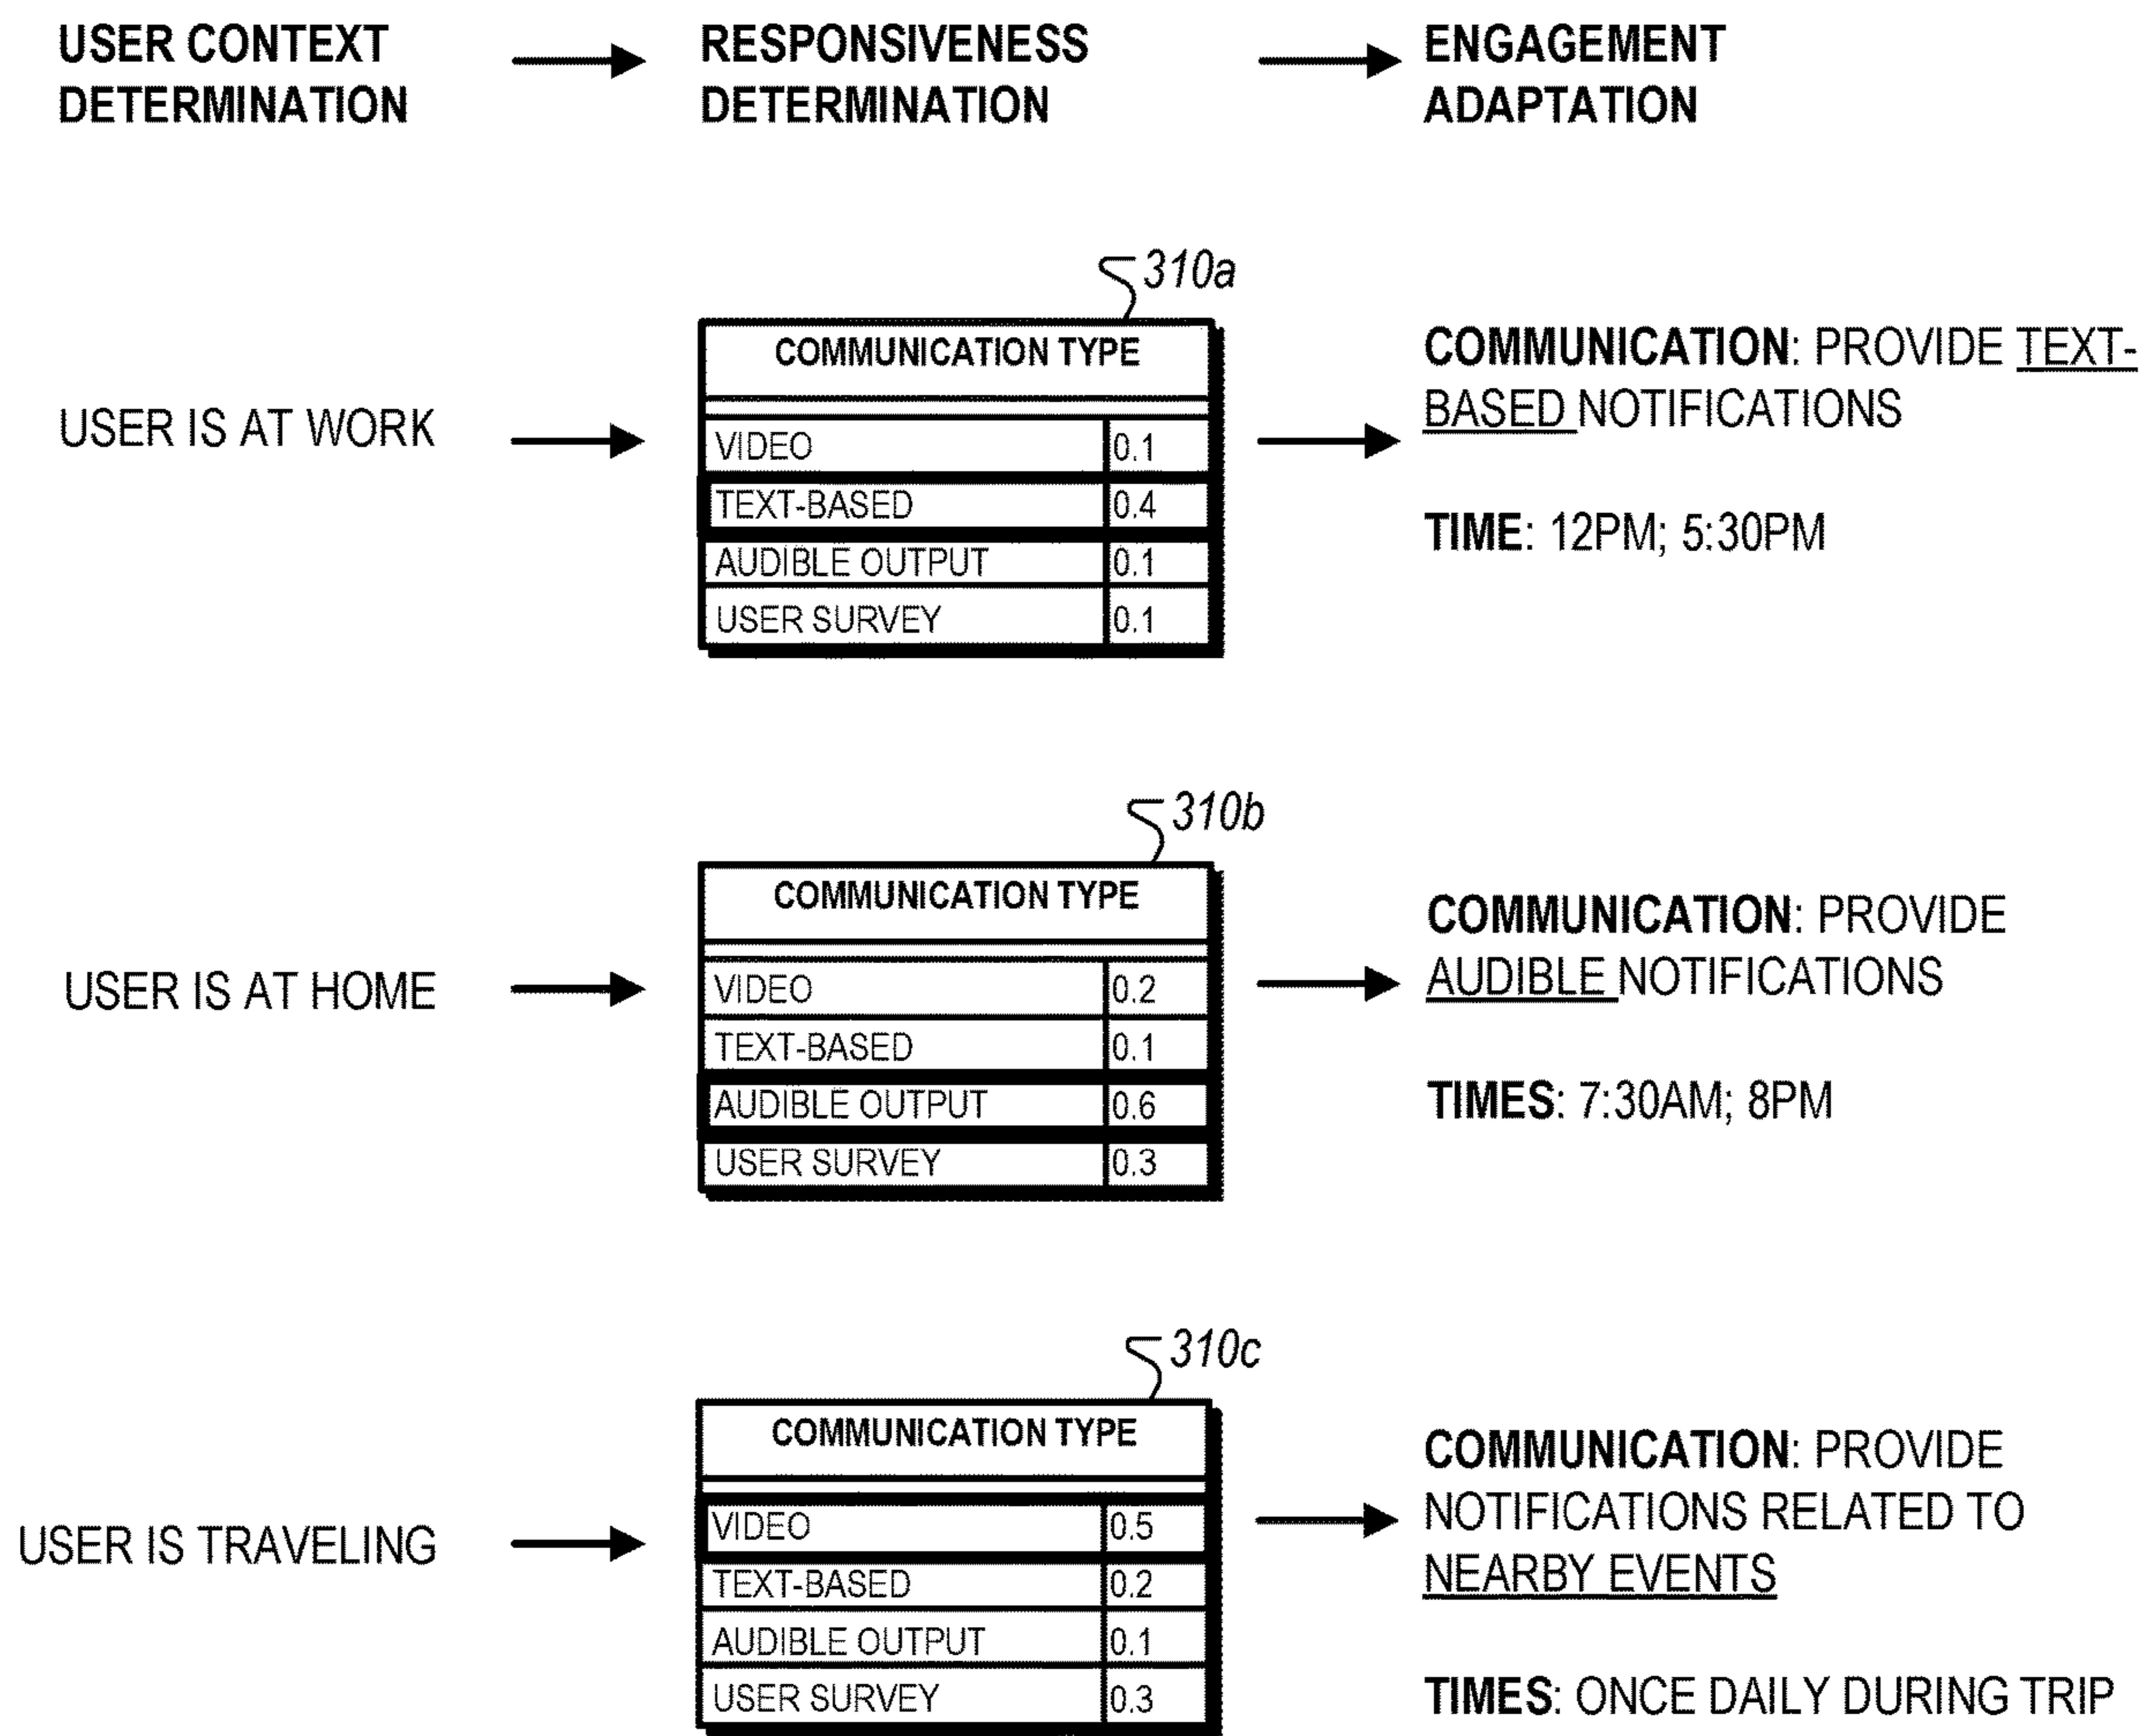 USER CONTEXT
DETERMINATION
RESPONSIVENESS
DETERMINATION
ENGAGEMENT
ADAPTATION
USER IS AT WORK
310a
COMMUNICATION TYPE
VIDEO 0.1
TEXT-BASED 0.4
AUDIBLE OUTPUT 0.1
USER SURVEY 0.1
COMMUNICATION: PROVIDE TEXT-
BASED NOTIFICATIONS
TIME: 12PM; 5:30PM
USER IS AT HOME
310b
COMMUNICATION TYPE
VIDEO 0.2
TEXT-BASED 0.1
AUDIBLE OUTPUT 0.6
USER SURVEY 0.3
COMMUNICATION: PROVIDE
AUDIBLE NOTIFICATIONS
TIMES: 7:30AM; 8PM
USER IS TRAVELING
310c
COMMUNICATION TYPE
VIDEO 0.5
TEXT-BASED 0.2
AUDIBLE OUTPUT 0.1
USER SURVEY 0.3
COMMUNICATION: PROVIDE
NOTIFICATIONS RELATED TO
NEARBY EVENTS
TIMES: ONCE DAILY DURING TRIP